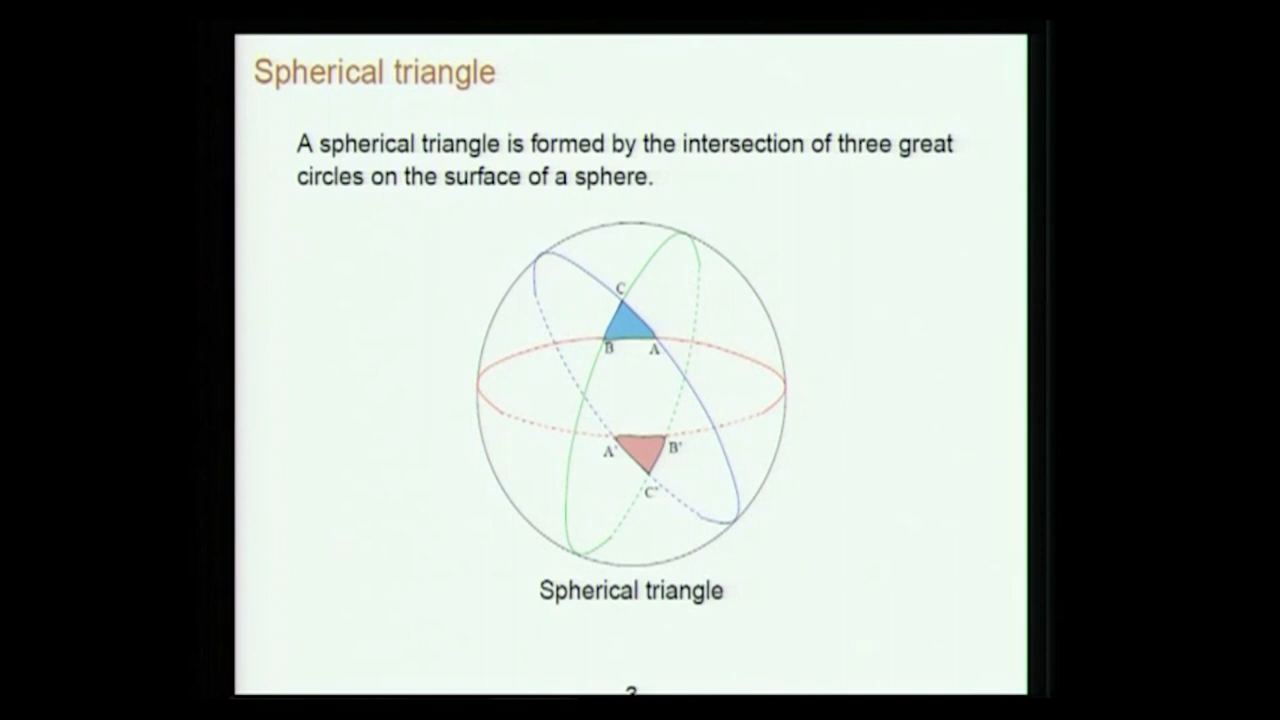 Spherical triangle
A spherical triangle is formed by the intersection of three great
circles on the surface of a sphere.
C
B A
A' B'
C'
Spherical triangle